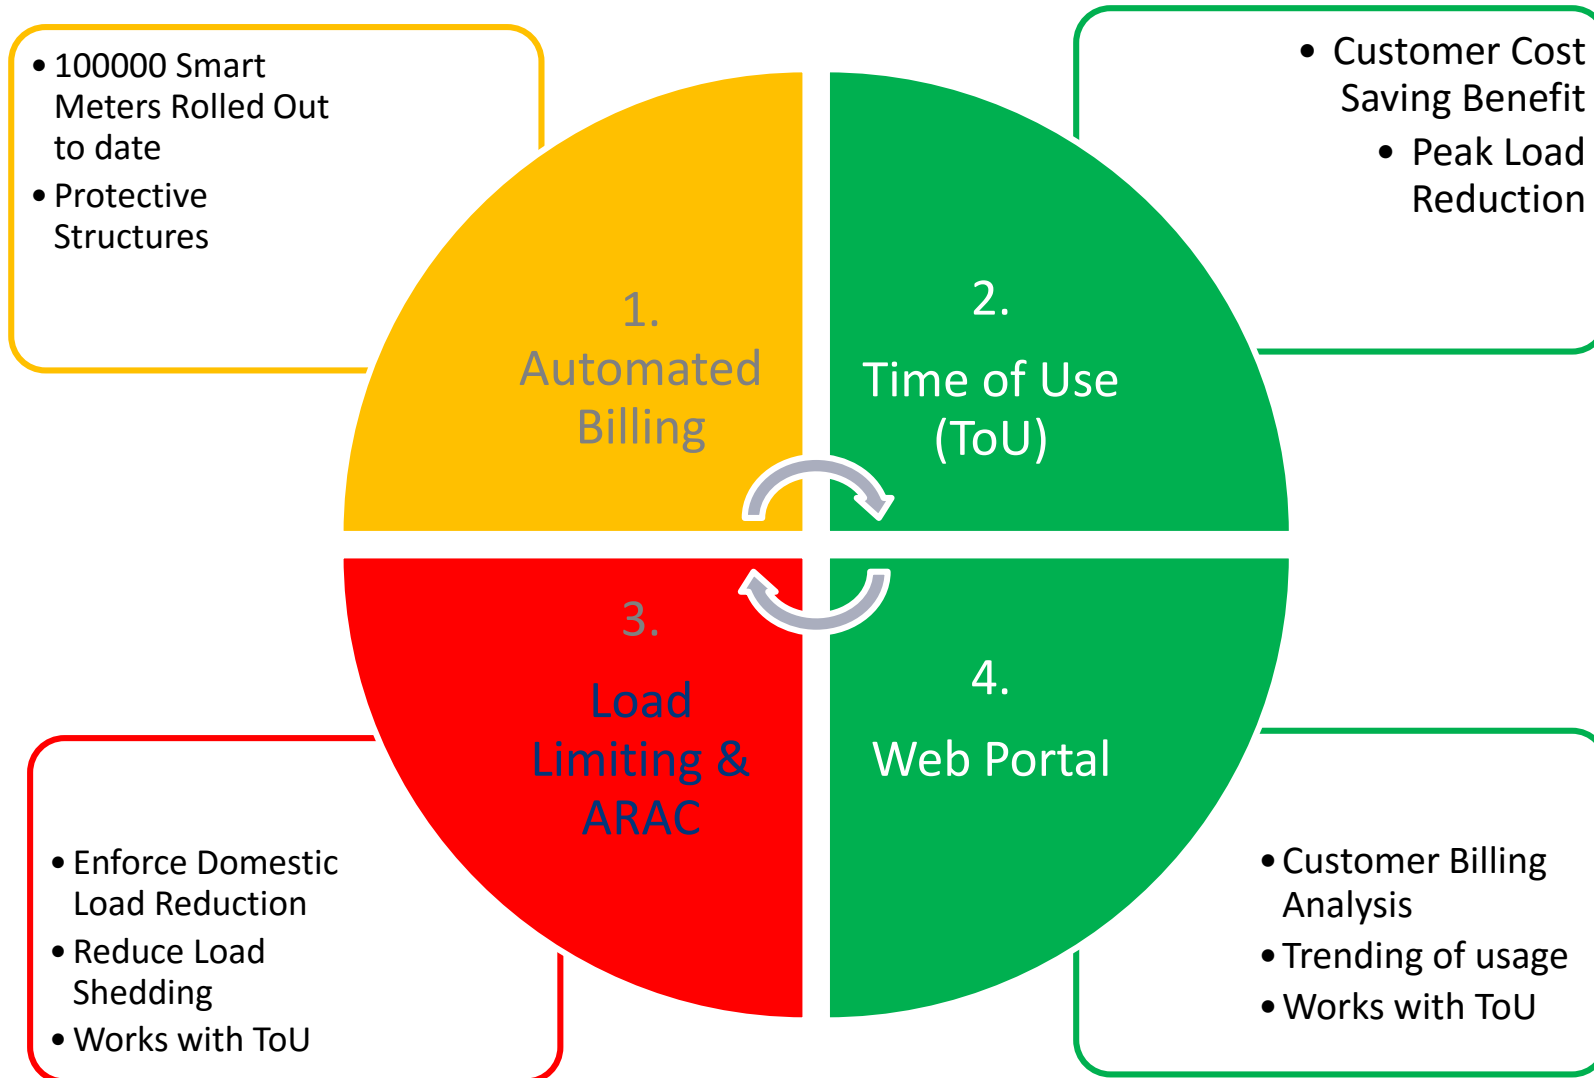 • 100000 Smart
Meters Rolled Out
to date
• Protective
Structures
• Customer Cost
Saving Benefit
• Peak Load
Reduction
1.
Automated
Billing
2.
Time of Use
(ToU)
3.
Load
Limiting &
ARAC
4.
Web Portal
• Enforce Domestic
Load Reduction
• Reduce Load
Shedding
• Works with ToU
• Customer Billing
Analysis
• Trending of usage
• Works with ToU